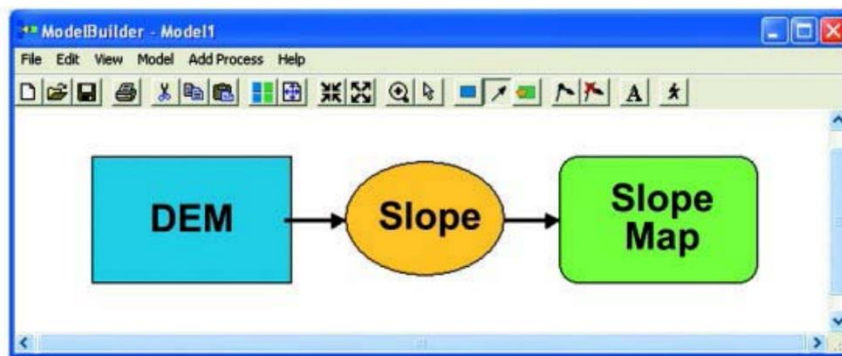 ModelBuilder - Model1
File Edit View Model Add Process Help
A
DEM
Slope
Slope
Map